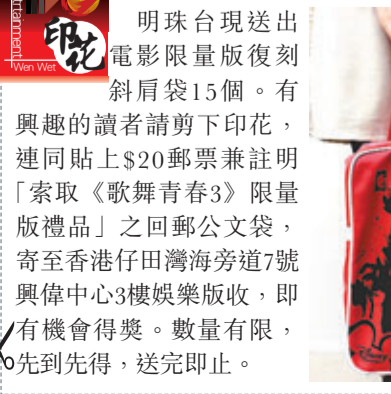 rtainment
Wen Wet
印花
明珠台現送出
電影限量版復刻
斜肩袋15個。有
興趣的讀者請剪下印花，
連同貼上$20郵票兼註明
「索取《歌舞青春3》限量
版禮品」之回郵公文袋，
寄至香港仔田灣海旁道7號
興偉中心3樓娛樂版收，即
有機會得獎。數量有限，
先到先得，送完即止。